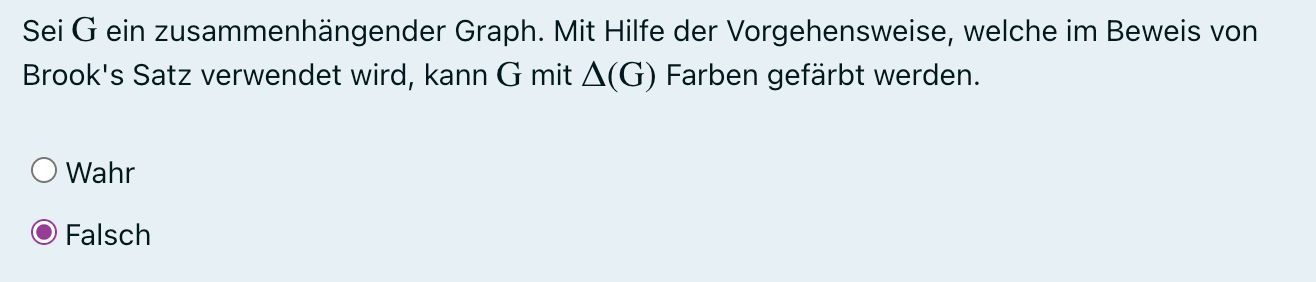 Sei G ein zusammenhängender Graph. Mit Hilfe der Vorgehensweise, welche im Beweis von
Brook's Satz verwendet wird, kann G mit Δ(G) Farben gefärbt werden.
Wahr
Falsch